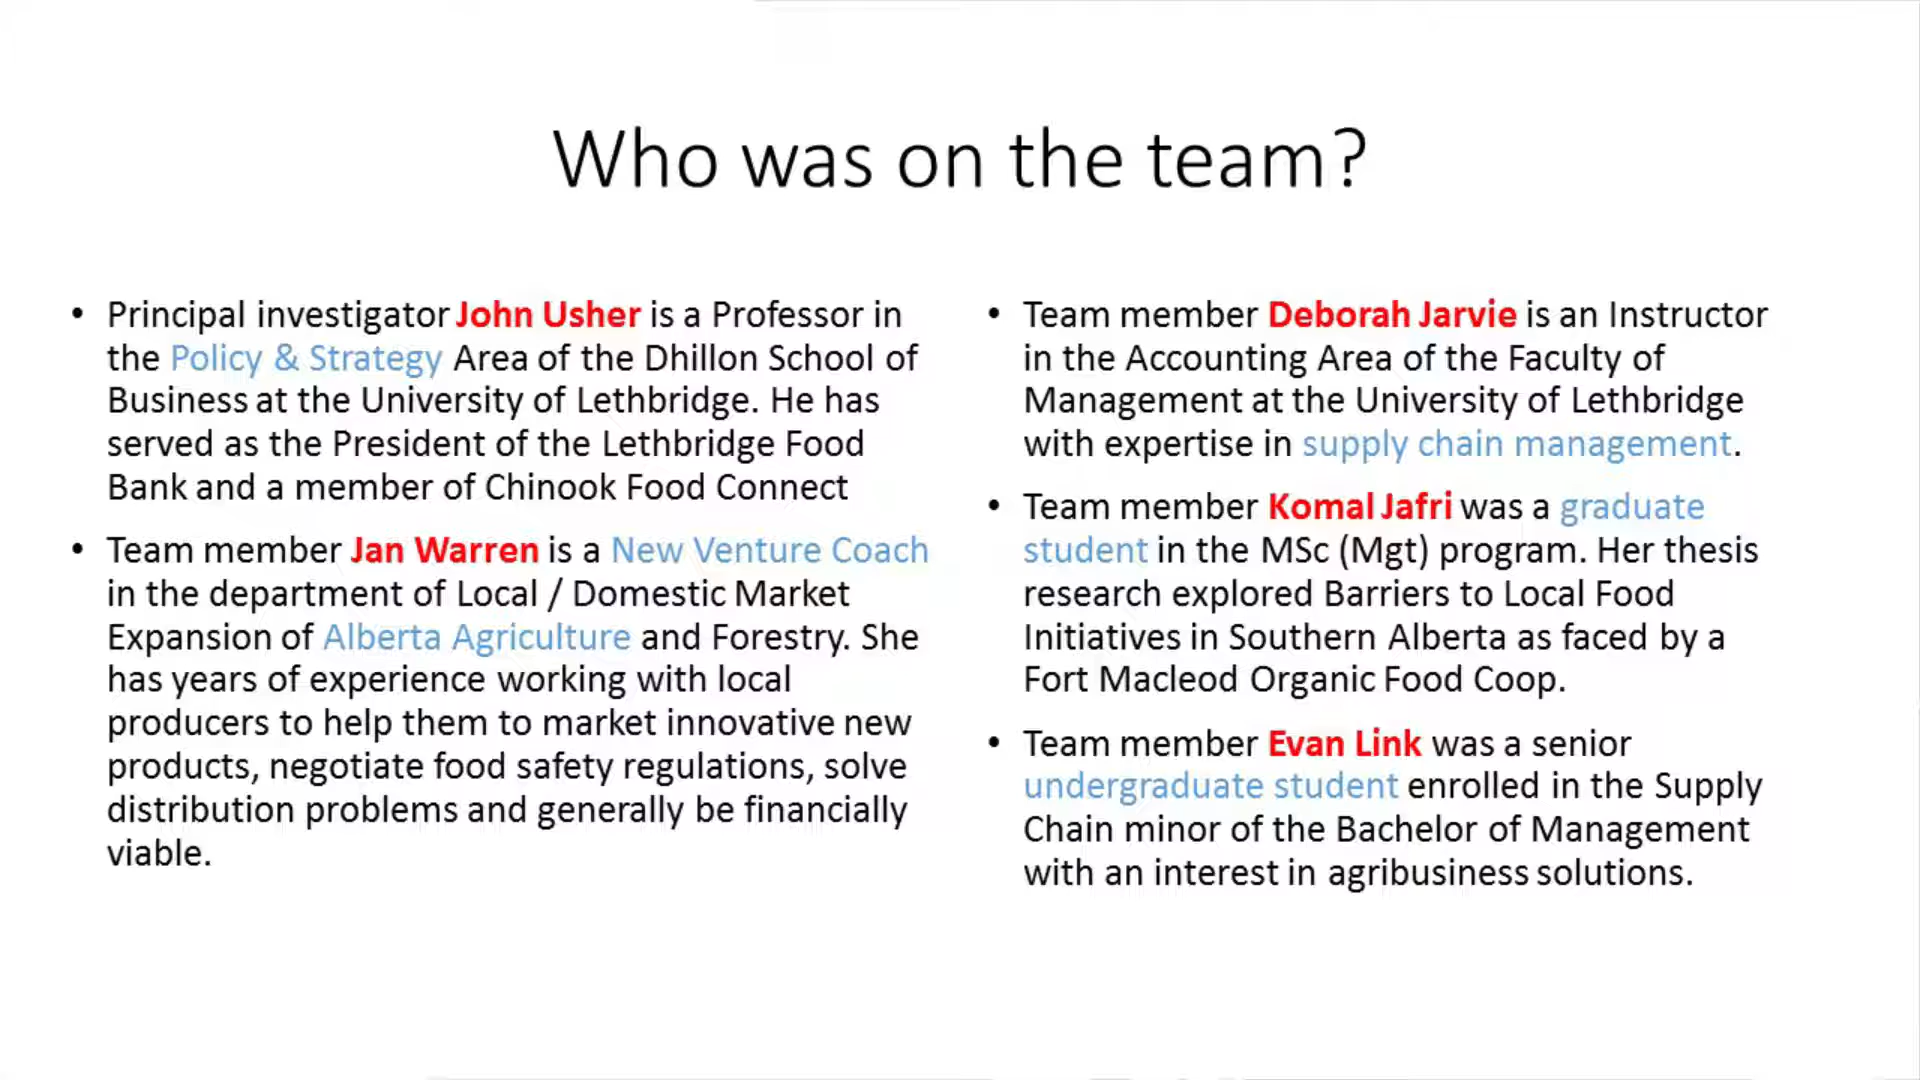 Who was on the team?
• Principal investigator John Usher is a Professor in
the Policy & Strategy Area of the Dhillon School of
Business at the University of Lethbridge. He has
served as the President of the Lethbridge Food
Bank and a member of Chinook Food Connect
• Team member Jan Warren is a New Venture Coach
in the department of Local / Domestic Market
Expansion of Alberta Agriculture and Forestry. She
has years of experience working with local
producers to help them to market innovative new
products, negotiate food safety regulations, solve
distribution problems and generally be financially
viable.
• Team member Deborah Jarvie is an Instructor
in the Accounting Area of the Faculty of
Management at the University of Lethbridge
with expertise in supply chain management.
• Team member Komal Jafri was a graduate
student in the MSc (Mgt) program. Her thesis
research explored Barriers to Local Food
Initiatives in Southern Alberta as faced by a
Fort Macleod Organic Food Coop.
• Team member Evan Link was a senior
undergraduate student enrolled in the Supply
Chain minor of the Bachelor of Management
with an interest in agribusiness solutions.